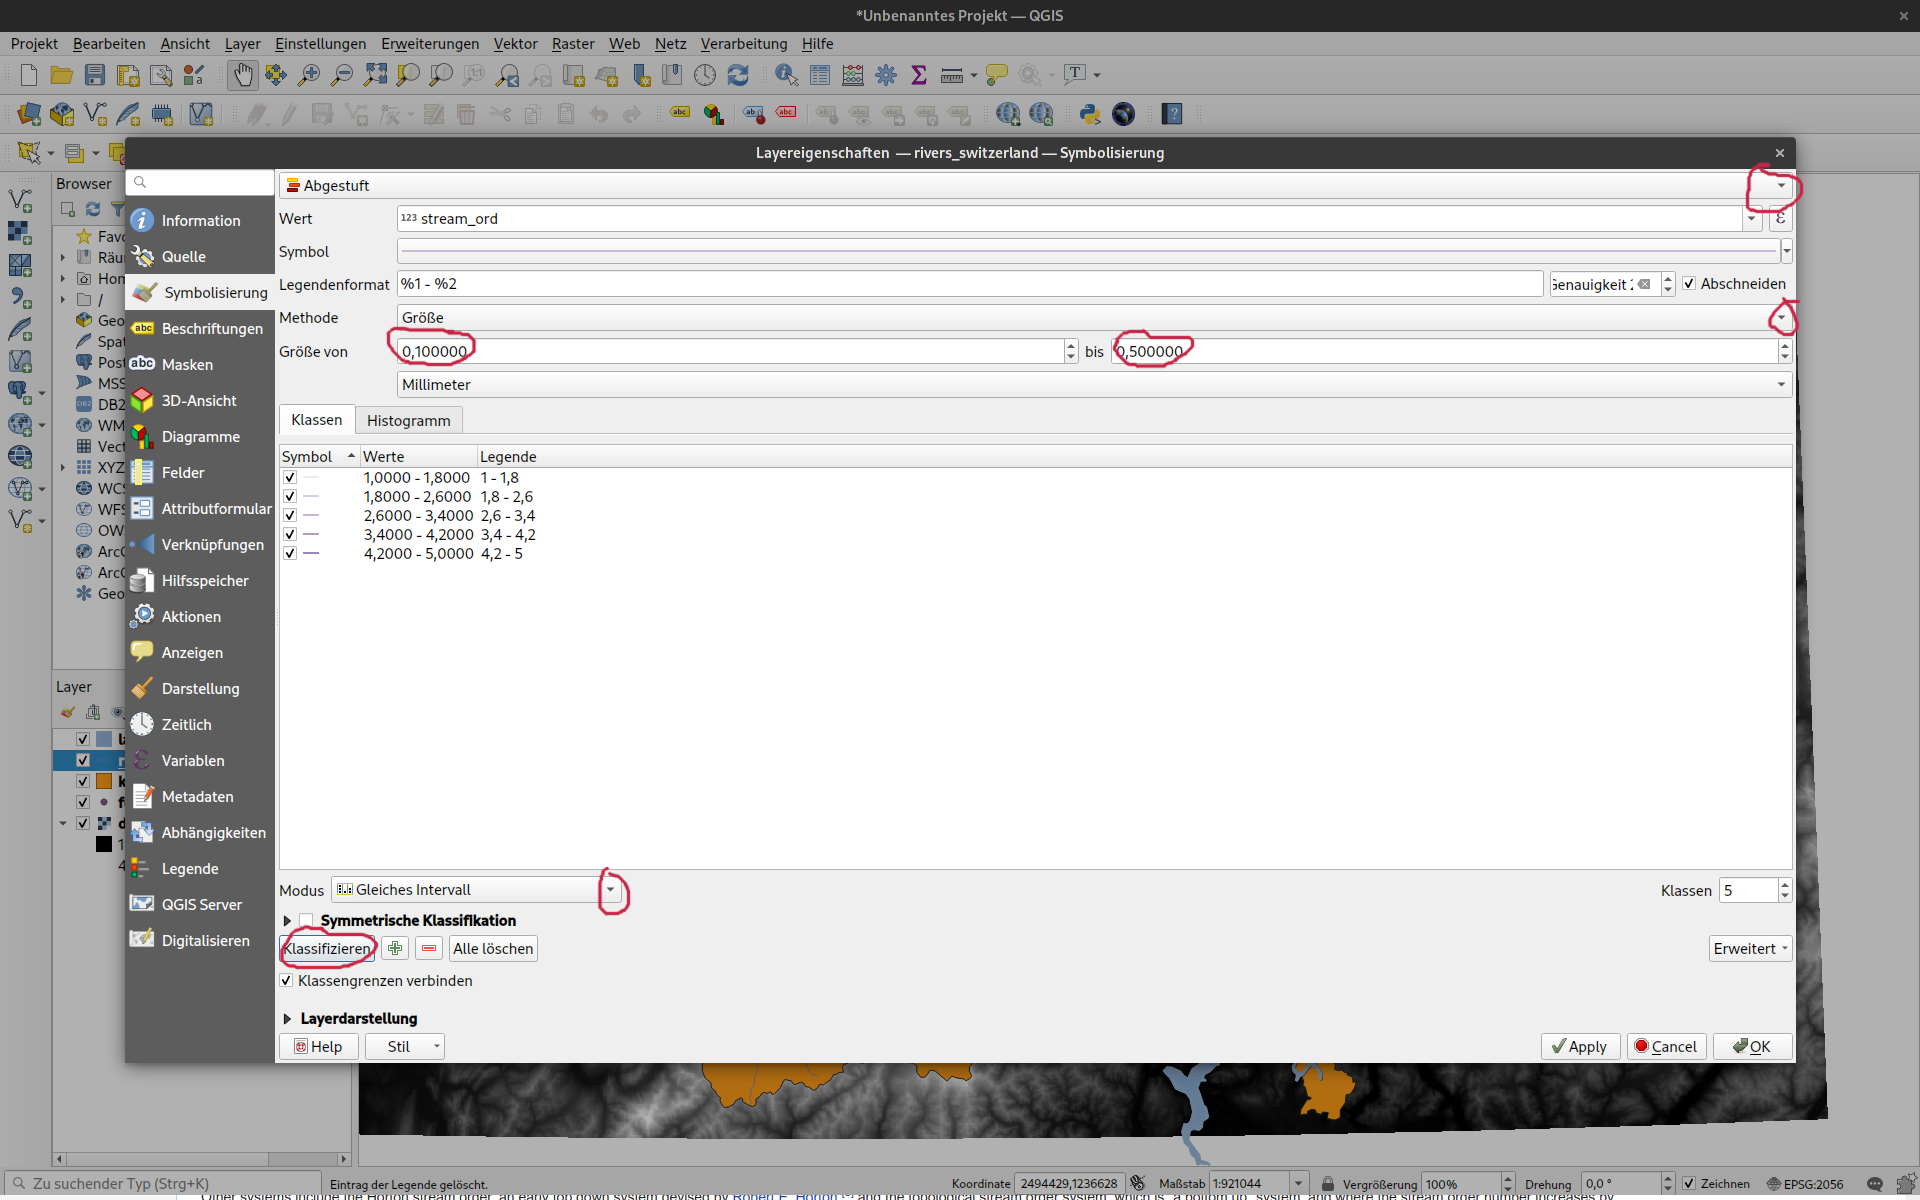 *Unbenanntes Projekt — QGIS
Projekt Bearbeiten Ansicht Layer Einstellungen Erweiterungen Vektor Raster Web Netz Verarbeitung Hilfe
Layereigenschaften — rivers_switzerland — Symbolisierung
Browser
Information
Quelle
Symbolisierung
Beschriftungen
Masken
3D-Ansicht
Diagramme
Felder
Attributformular
Verknüpfungen
Hilfsspeicher
Aktionen
Anzeigen
Darstellung
Zeitlich
Variablen
Metadaten
Abhängigkeiten
Legende
QGIS Server
Digitalisieren
Abgestuft
Wert 123 stream_ord
Symbol
Legendenformat %1 - %2 Genauigkeit Abschneiden
Methode Größe
Größe von 0,100000 bis 0,500000
Millimeter
Klassen Histogramm
Symbol Werte Legende
1,0000 - 1,8000 1 - 1,8
1,8000 - 2,6000 1,8 - 2,6
2,6000 - 3,4000 2,6 - 3,4
3,4000 - 4,2000 3,4 - 4,2
4,2000 - 5,0000 4,2 - 5
Modus Gleiches Intervall Klassen 5
Symmetrische Klassifikation
Klassifizieren Alle löschen Erweitert
Klassengrenzen verbinden
Layerdarstellung
Help Stil Apply Cancel OK
Layer
Zu suchender Typ (Strg+K) Eintrag der Legende gelöscht. Koordinate 2494429,1236628 Maßstab 1:921044 Vergrößerung 100% Drehung 0,0 ° Zeichnen EPSG:2056